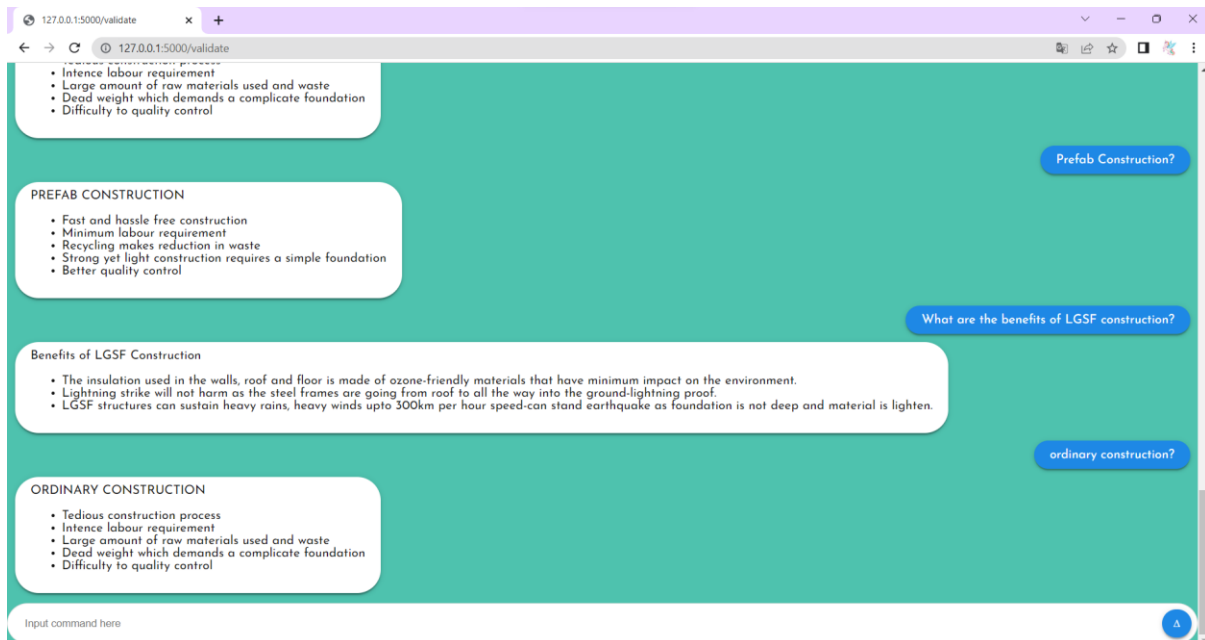 127.0.0.1:5000/validate
127.0.0.1:5000/validate
Tedious construction process
Intence labour requirement
Large amount of raw materials used and waste
Dead weight which demands a complicate foundation
Difficulty to quality control
Prefab Construction?
PREFAB CONSTRUCTION
Fast and hassle free construction
Minimum labour requirement
Recycling makes reduction in waste
Strong yet light construction requires a simple foundation
Better quality control
What are the benefits of LGSF construction?
Benefits of LGSF Construction
The insulation used in the walls, roof and floor is made of ozone-friendly materials that have minimum impact on the environment.
Lightning strike will not harm as the steel frames are going from roof to all the way into the ground-lightning proof.
LGSF structures can sustain heavy rains, heavy winds upto 300km per hour speed-can stand earthquake as foundation is not deep and material is lighten.
ordinary construction?
ORDINARY CONSTRUCTION
Tedious construction process
Intence labour requirement
Large amount of raw materials used and waste
Dead weight which demands a complicate foundation
Difficulty to quality control
Input command here
Δ